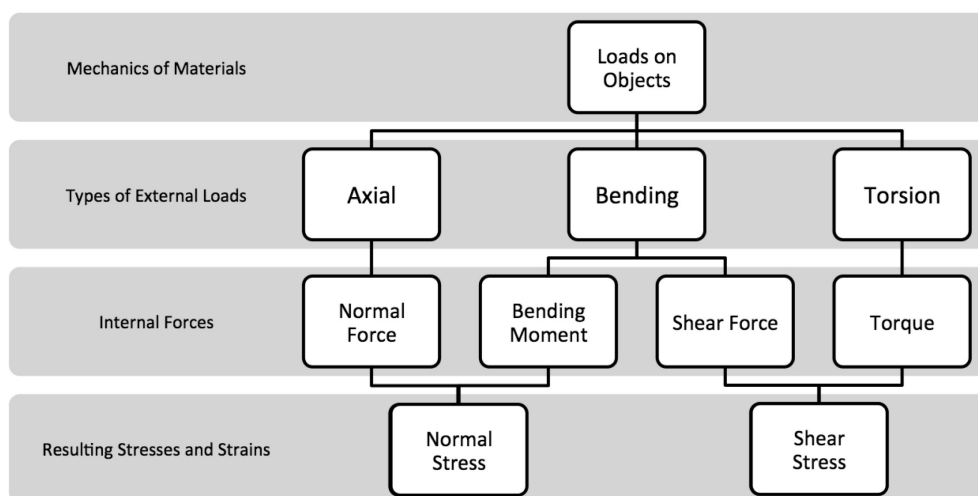 Mechanics of Materials
Loads on
Objects
Types of External Loads
Axial
Bending
Torsion
Internal Forces
Normal
Force
Bending
Moment
Shear Force
Torque
Resulting Stresses and Strains
Normal
Stress
Shear
Stress